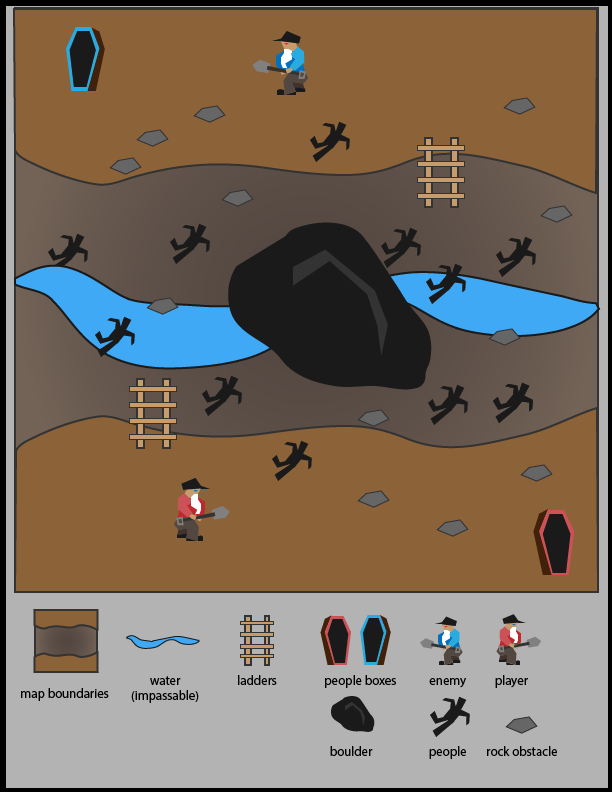 map boundaries
water
(impassable)
ladders
people boxes
enemy
player
boulder
people
rock obstacle